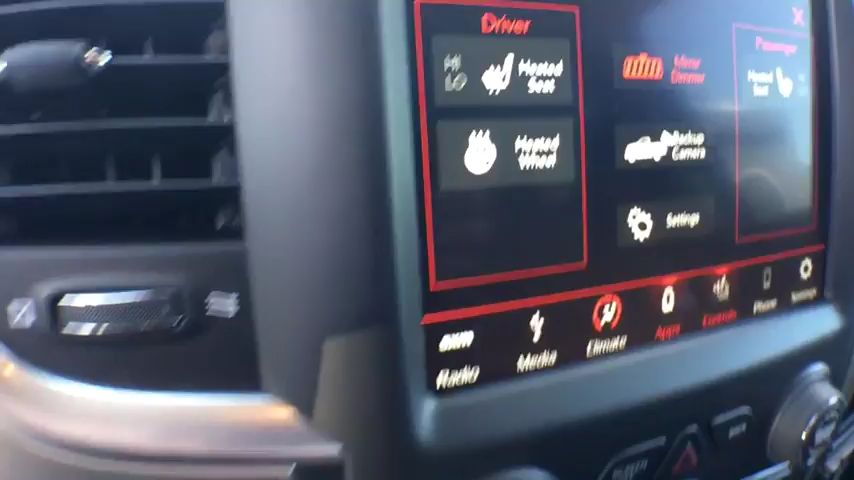 Driver
HI
LO
Heated
Seat
Heated
Wheel
Mirror
Dimmer
Backup
Camera
Settings
X
Passenger
Heated
Seat
Radio
Media
Climate
Apps
Controls
Phone
Settings